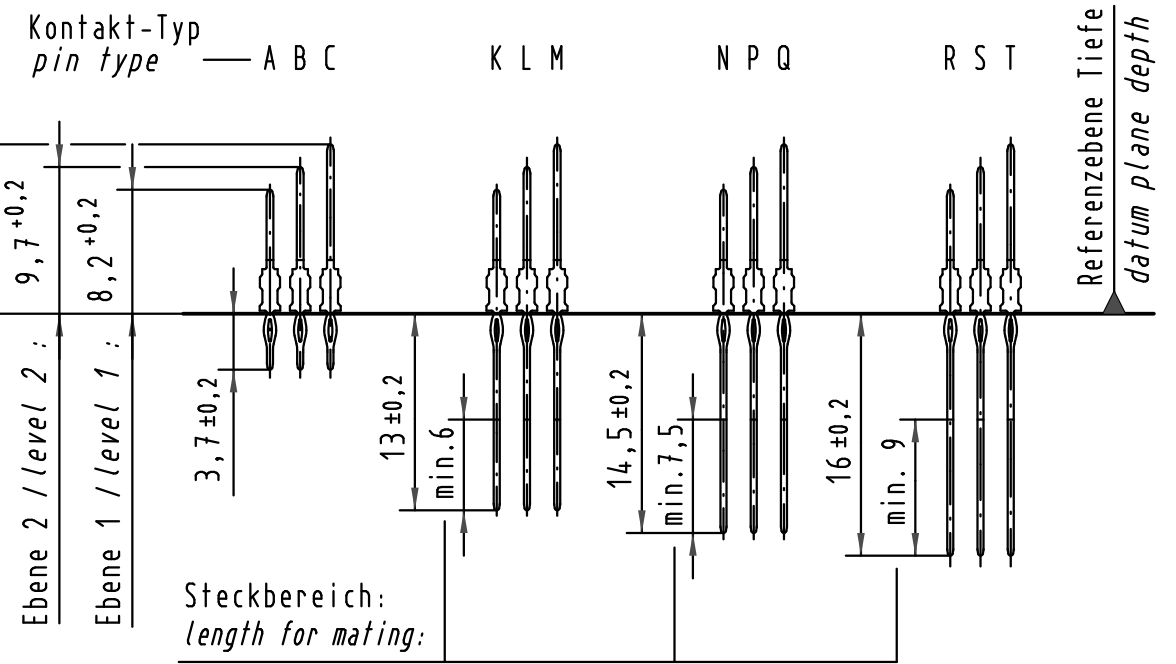 Kontakt-Typ
pin type
A B C
K L M
N P Q
R S T
Referenzebene Tiefe
datum plane depth
9,7+0,2
8,2+0,2
Ebene 2 / level 2 :
Ebene 1 / level 1 :
3,7±0,2
13±0,2
min.6
14,5±0,2
min.7,5
16±0,2
min. 9
Steckbereich:
length for mating: